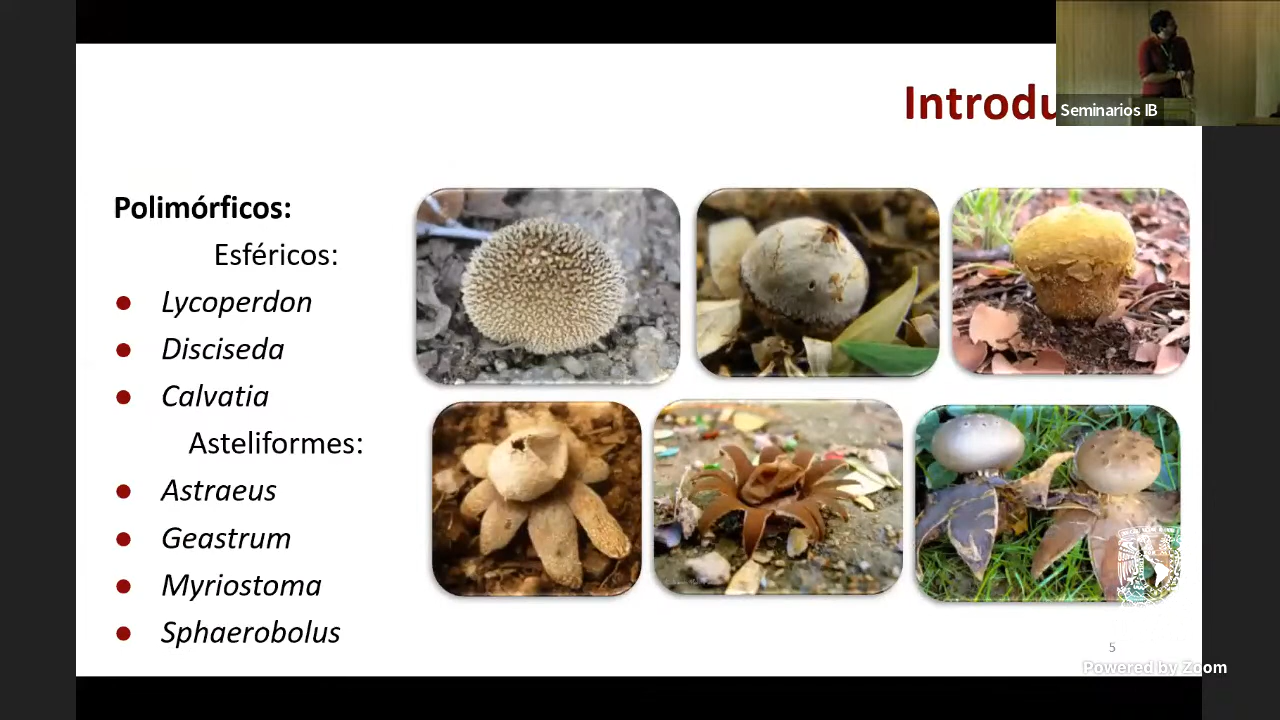 Introdu
Seminarios IB
Polimórficos:
Esféricos:
Lycoperdon
Disciseda
Calvatia
Asteliformes:
Astraeus
Geastrum
Myriostoma
Sphaerobolus
5
Powered by Zoom